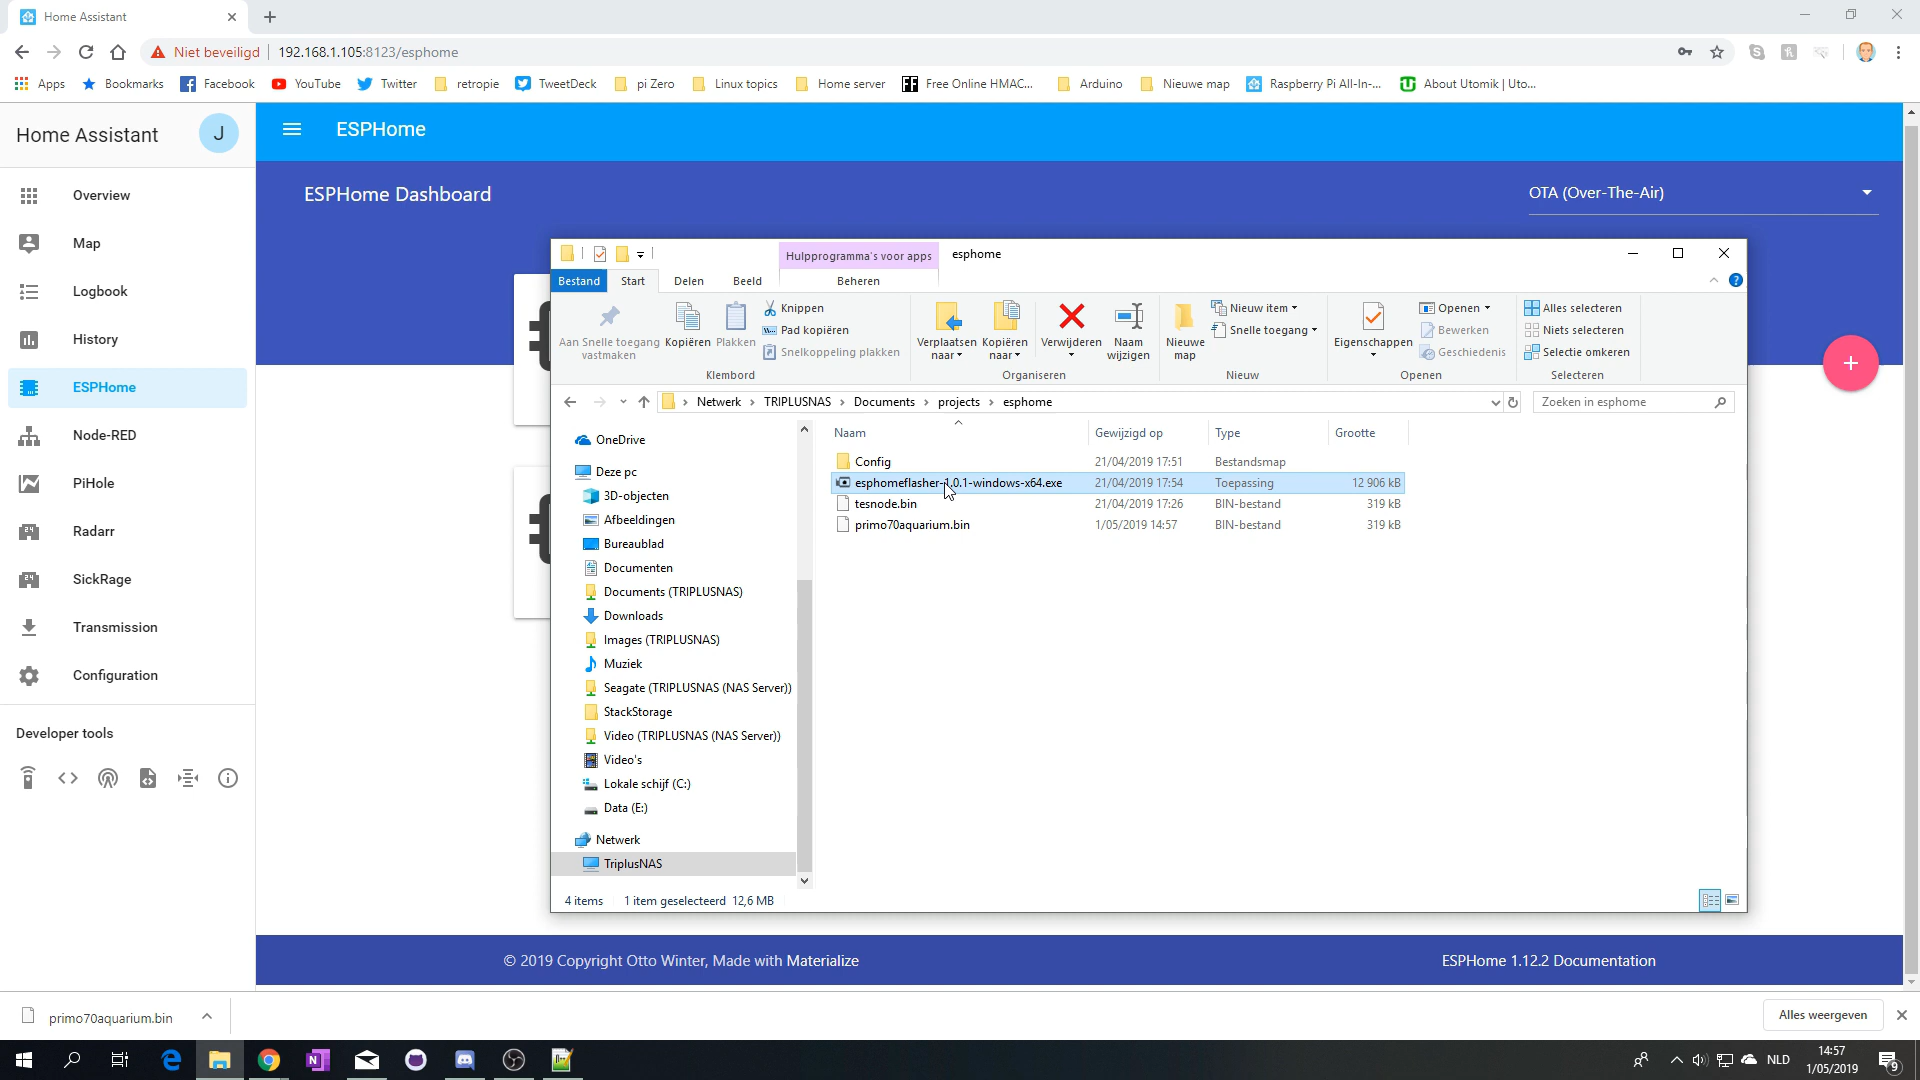 Home Assistant
Niet beveiligd
192.168.1.105:8123/esphome
Apps
Bookmarks
Facebook
YouTube
Twitter
retropie
TweetDeck
pi Zero
Linux topics
Home server
Free Online HMAC...
Arduino
Nieuwe map
Raspberry Pi All-In-...
About Utomik | Uto...
Home Assistant
J
ESPHome
Overview
Map
Logbook
History
ESPHome
Node-RED
PiHole
Radarr
SickRage
Transmission
Configuration
Developer tools
ESPHome Dashboard
OTA (Over-The-Air)
Hulpprogramma's voor apps
esphome
Bestand
Start
Delen
Beeld
Beheren
Aan Snelle toegang vastmaken
Kopiëren
Plakken
Knippen
Pad kopiëren
Snelkoppeling plakken
Klembord
Verplaatsen naar
Kopiëren naar
Verwijderen
Naam wijzigen
Organiseren
Nieuwe map
Nieuw item
Snelle toegang
Nieuw
Eigenschappen
Openen
Bewerken
Geschiedenis
Openen
Alles selecteren
Niets selecteren
Selectie omkeren
Selecteren
Netwerk > TRIPLUSNAS > Documents > projects > esphome
Zoeken in esphome
OneDrive
Deze pc
3D-objecten
Afbeeldingen
Bureaublad
Documenten
Documents (TRIPLUSNAS)
Downloads
Images (TRIPLUSNAS)
Muziek
Seagate (TRIPLUSNAS (NAS Server))
StackStorage
Video (TRIPLUSNAS (NAS Server))
Video's
Lokale schijf (C:)
Data (E:)
Netwerk
TriplusNAS
Naam Gewijzigd op Type Grootte
Config 21/04/2019 17:51 Bestandsmap
esphomeflasher-1.0.1-windows-x64.exe 21/04/2019 17:54 Toepassing 12 906 kB
tesnode.bin 21/04/2019 17:26 BIN-bestand 319 kB
primo70aquarium.bin 1/05/2019 14:57 BIN-bestand 319 kB
4 items 1 item geselecteerd 12,6 MB
© 2019 Copyright Otto Winter, Made with Materialize
ESPHome 1.12.2 Documentation
primo70aquarium.bin
Alles weergeven
NLD
14:57
1/05/2019
9